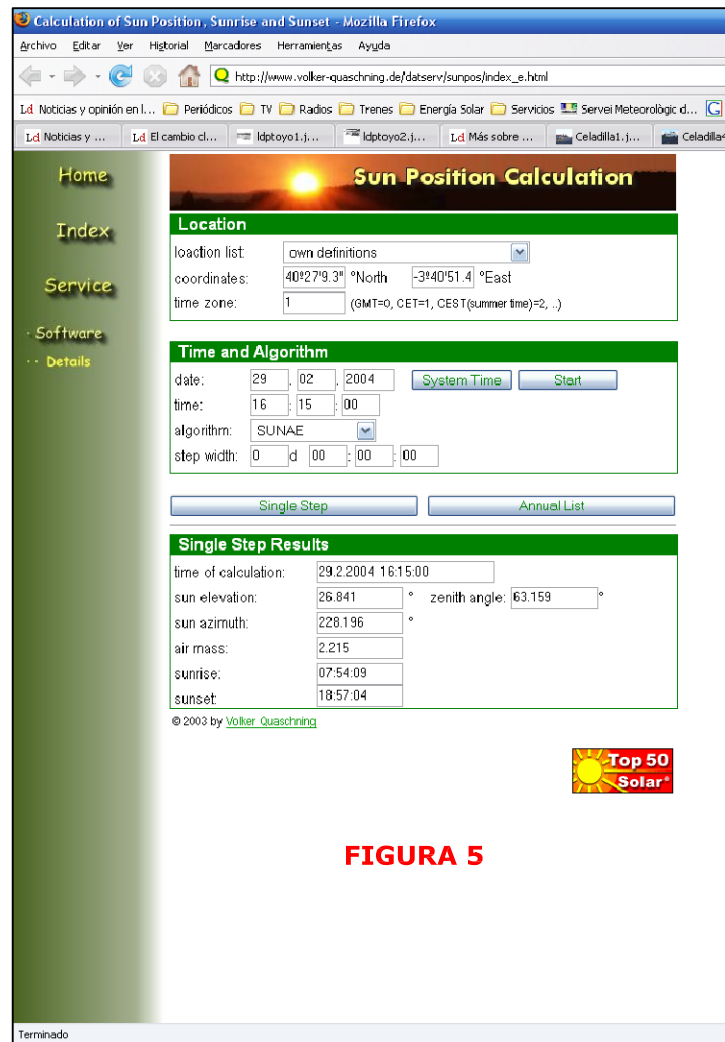 Calculation of Sun Position, Sunrise and Sunset - Mozilla Firefox
Archivo Editar Ver Historial Marcadores Herramientas Ayuda
http://www.volker-quaschning.de/datserv/sunpos/index_e.html
Ld Noticias y opinión en l... Periódicos TV Radios Trenes Energía Solar Servicios Servei Meteorològic d... G
Ld Noticias y ... Ld El cambio cl... ldptoyo1.j... ldptoyo2.j... Ld Más sobre ... Celadilla1.j... Celadilla
Home
Index
Service
· Software
·· Details
Sun Position Calculation
Location
loaction list: own definitions
coordinates: 40º27'9.3" °North -3º40'51.4 °East
time zone: 1 (GMT=0, CET=1, CEST(summer time)=2, ..)
Time and Algorithm
date: 29 . 02 . 2004 System Time Start
time: 16 : 15 : 00
algorithm: SUNAE
step width: 0 d 00 : 00 : 00
Single Step Annual List
Single Step Results
time of calculation: 29.2.2004 16:15:00
sun elevation: 26.841 ° zenith angle: 63.159 °
sun azimuth: 228.196 °
air mass: 2.215
sunrise: 07:54:09
sunset: 18:57:04
© 2003 by Volker Quaschning
Top 50
Solar
FIGURA 5
Terminado